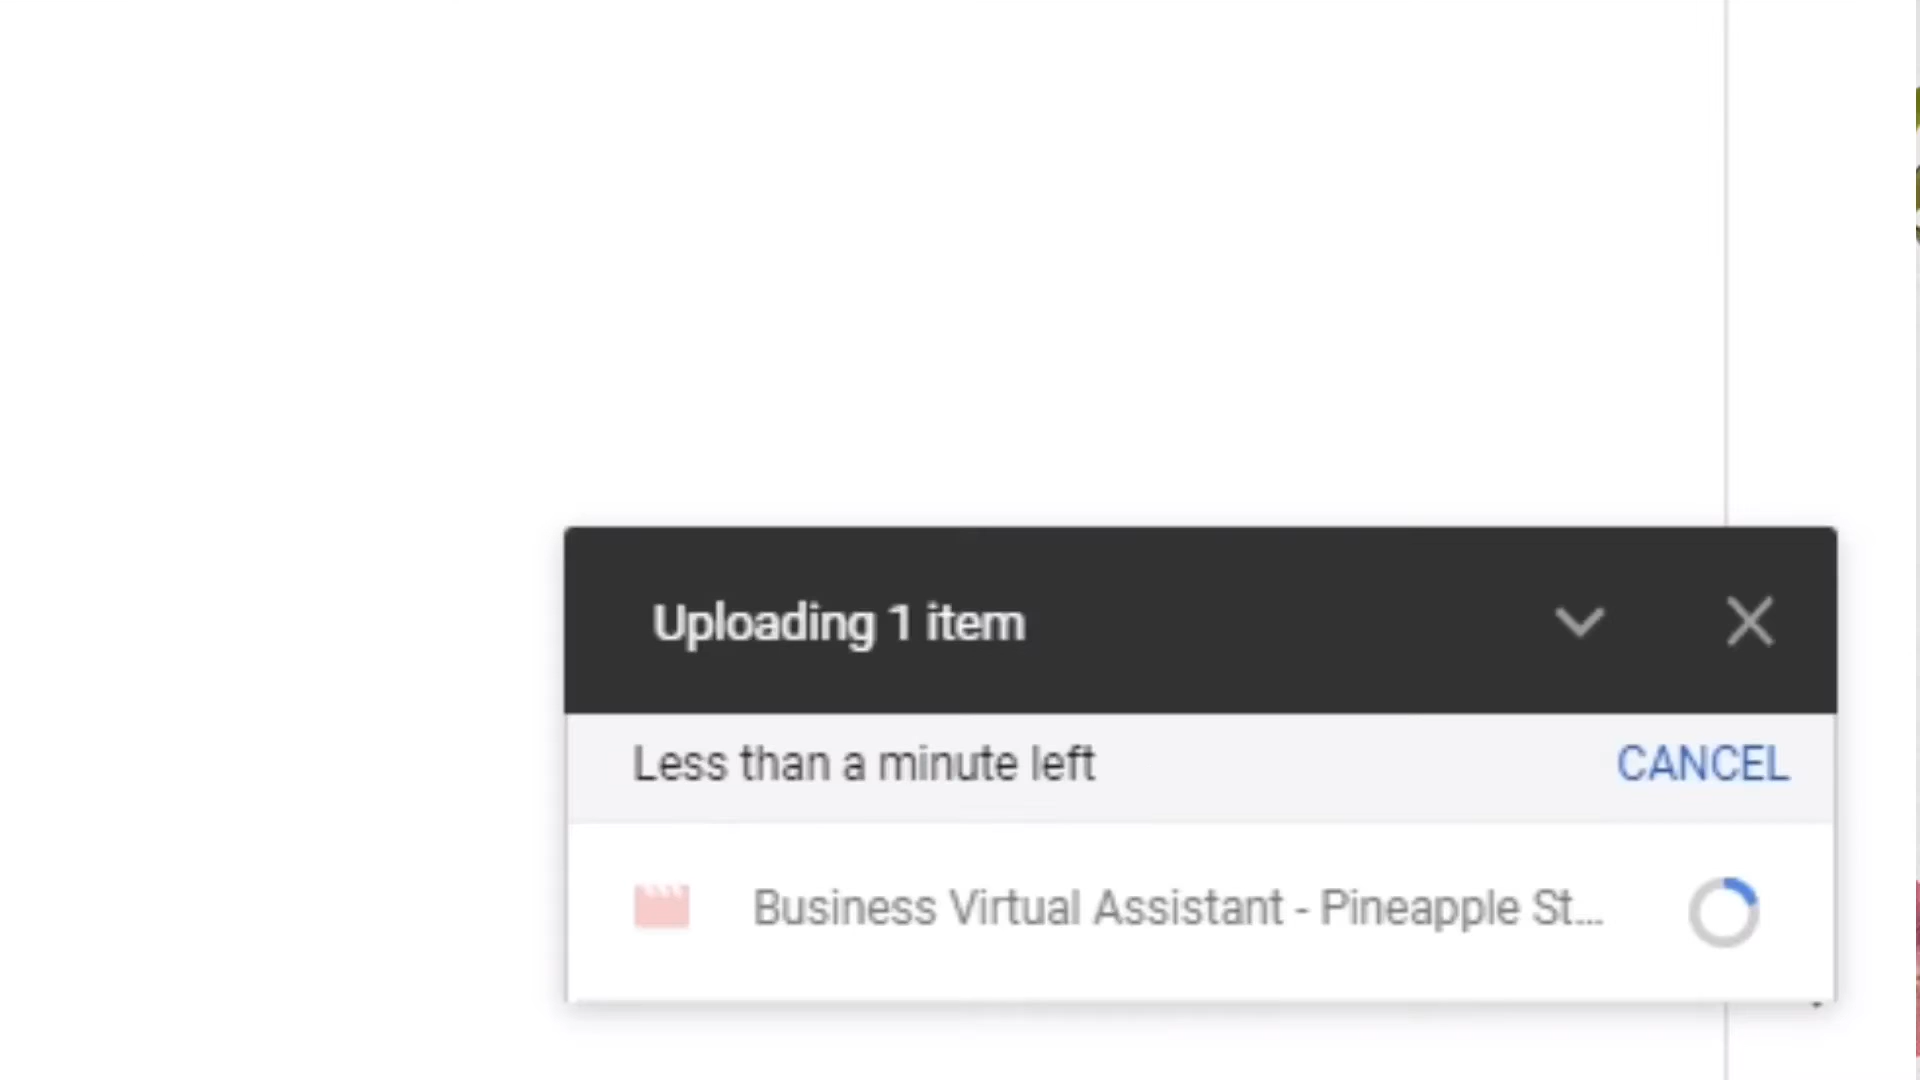 Uploading 1 item
Less than a minute left
CANCEL
Business Virtual Assistant - Pineapple St...